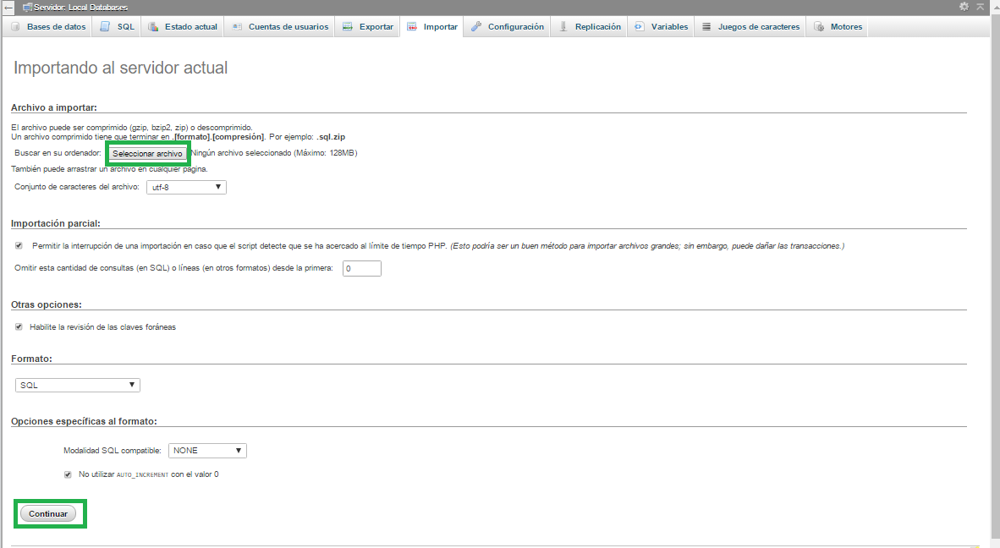 Servidor: Local Databases
Bases de datos SQL Estado actual Cuentas de usuarios Exportar Importar Configuración Replicación Variables Juegos de caracteres Motores
Importando al servidor actual
Archivo a importar:
El archivo puede ser comprimido (gzip, bzip2, zip) o descomprimido.
Un archivo comprimido tiene que terminar en .[formato].[compresión]. Por ejemplo: .sql.zip
Buscar en su ordenador: Seleccionar archivo Ningún archivo seleccionado (Máximo: 128MB)
También puede arrastrar un archivo en cualquier página.
Conjunto de caracteres del archivo: utf-8
Importación parcial:
Permitir la interrupción de una importación en caso que el script detecte que se ha acercado al límite de tiempo PHP. (Esto podría ser un buen método para importar archivos grandes; sin embargo, puede dañar las transacciones.)
Omitir esta cantidad de consultas (en SQL) o líneas (en otros formatos) desde la primera: 0
Otras opciones:
Habilite la revisión de las claves foráneas
Formato:
SQL
Opciones específicas al formato:
Modalidad SQL compatible: NONE
No utilizar AUTO_INCREMENT con el valor 0
Continuar